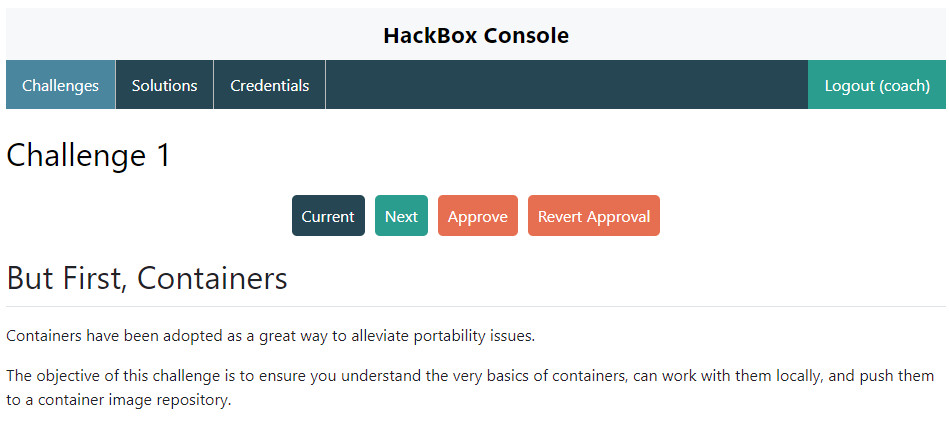 HackBox Console
Challenges Solutions Credentials Logout (coach)
Challenge 1
Current Next Approve Revert Approval
But First, Containers
Containers have been adopted as a great way to alleviate portability issues.
The objective of this challenge is to ensure you understand the very basics of containers, can work with them locally, and push them
to a container image repository.